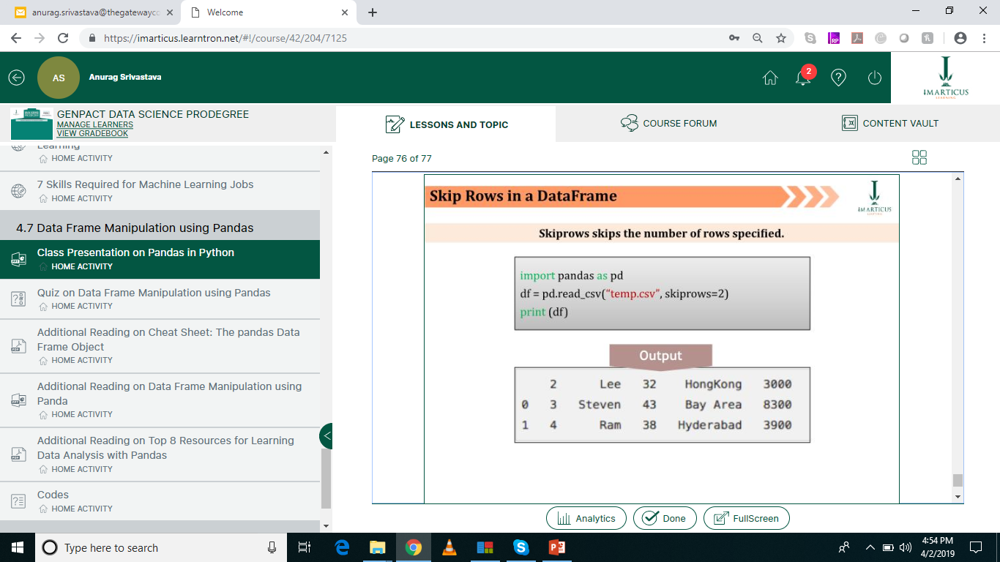 anurag.srivastava@thegatewayco
Welcome
https://imarticus.learntron.net/#!/course/42/204/7125
AS
Anurag Srivastava
2
IMARTICUS
LEARNING
GENPACT DATA SCIENCE PRODEGREE
MANAGE LEARNERS
VIEW GRADEBOOK
LESSONS AND TOPIC
COURSE FORUM
CONTENT VAULT
Learning
HOME ACTIVITY
7 Skills Required for Machine Learning Jobs
HOME ACTIVITY
4.7 Data Frame Manipulation using Pandas
Class Presentation on Pandas in Python
HOME ACTIVITY
Quiz on Data Frame Manipulation using Pandas
HOME ACTIVITY
Additional Reading on Cheat Sheet: The pandas Data
Frame Object
HOME ACTIVITY
Additional Reading on Data Frame Manipulation using
Panda
HOME ACTIVITY
Additional Reading on Top 8 Resources for Learning
Data Analysis with Pandas
HOME ACTIVITY
Codes
HOME ACTIVITY
Page 76 of 77
Skip Rows in a DataFrame
IMARTICUS
Skiprows skips the number of rows specified.
import pandas as pd
df = pd.read_csv("temp.csv", skiprows=2)
print (df)
Output
2 Lee 32 HongKong 3000
0 3 Steven 43 Bay Area 8300
1 4 Ram 38 Hyderabad 3900
Analytics
Done
FullScreen
Type here to search
4:54 PM
4/2/2019